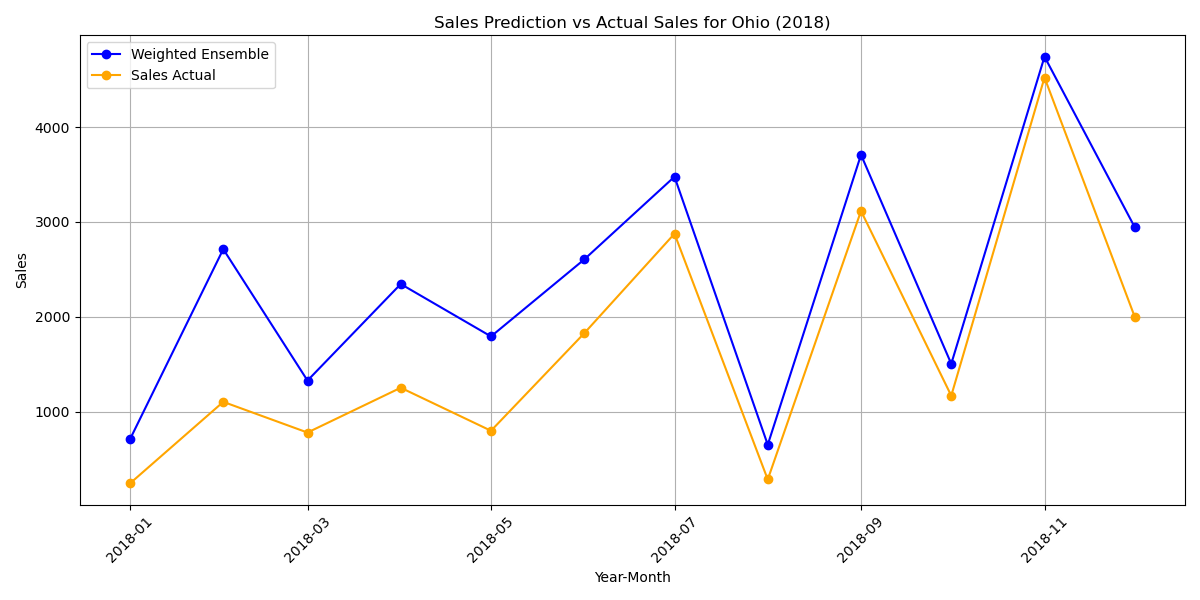 Sales Prediction vs Actual Sales for Ohio (2018)
Weighted Ensemble
Sales Actual
Sales
4000
3000
2000
1000
2018-01
2018-03
2018-05
2018-07
2018-09
2018-11
Year-Month